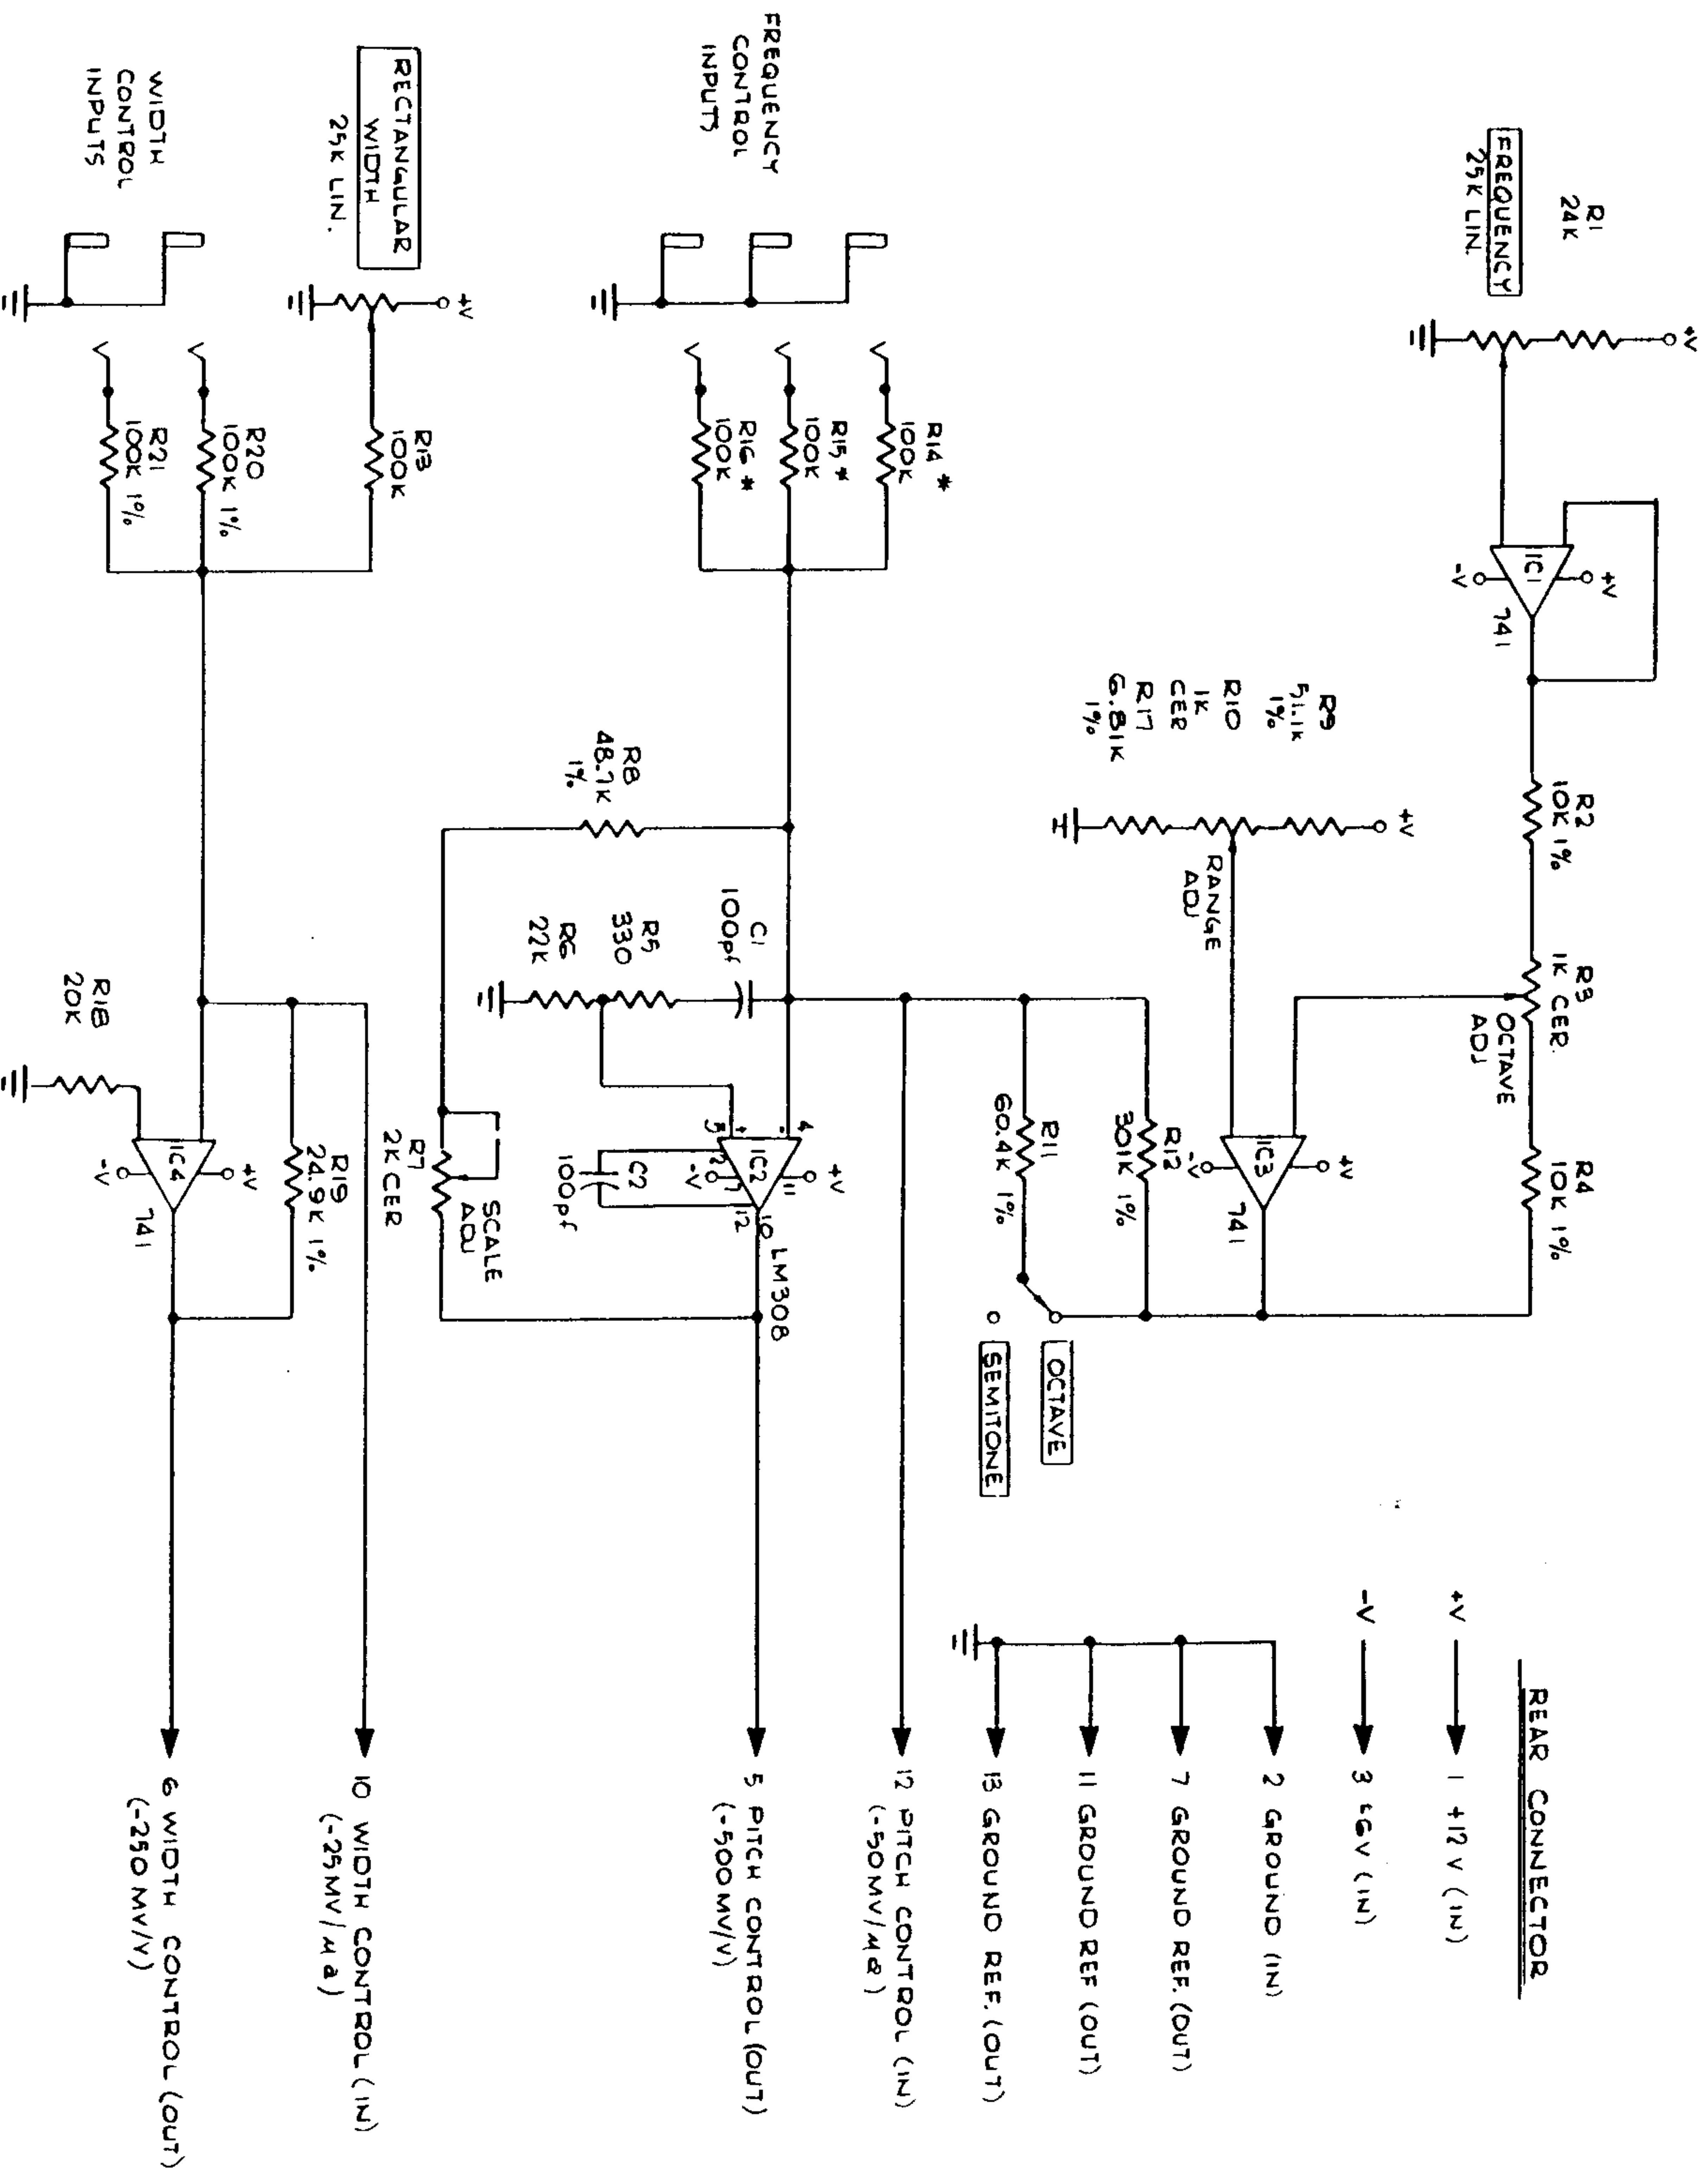 R1
24K
FREQUENCY
25K LIN.
+V
IC1
+V
-V
741
R2
10K 1%
R3
1K CER.
OCTAVE
ADJ
R4
10K 1%
R9
51.1K
1%
R10
1K
CER
R17
6.81K
1%
+V
RANGE
ADJ
IC3
+V
-V
741
R12
301K 1%
R11
60.4K 1%
OCTAVE
SEMITONE
FREQUENCY
CONTROL
INPUTS
R14 *
100K
R15 *
100K
R16 *
100K
R8
48.7K
1%
C1
100pf
R5
330
R6
22K
4
-
+
IC2
+V
11
-V
7
12
10
LM308
C2
100pf
SCALE
ADJ
R7
2K CER
RECTANGULAR
WIDTH
25K LIN.
+V
R13
100K
WIDTH
CONTROL
INPUTS
R20
100K 1%
R21
100K 1%
R19
24.9K 1%
R18
20K
IC4
+V
-V
741
REAR CONNECTOR
+V
1 +12V (IN)
-V
3 -6V (IN)
2 GROUND (IN)
7 GROUND REF. (OUT)
11 GROUND REF (OUT)
13 GROUND REF. (OUT)
12 PITCH CONTROL (IN)
(-50MV/μa)
5 PITCH CONTROL (OUT)
(-500MV/V)
10 WIDTH CONTROL (IN)
(-25MV/μa)
6 WIDTH CONTROL (OUT)
(-250MV/V)